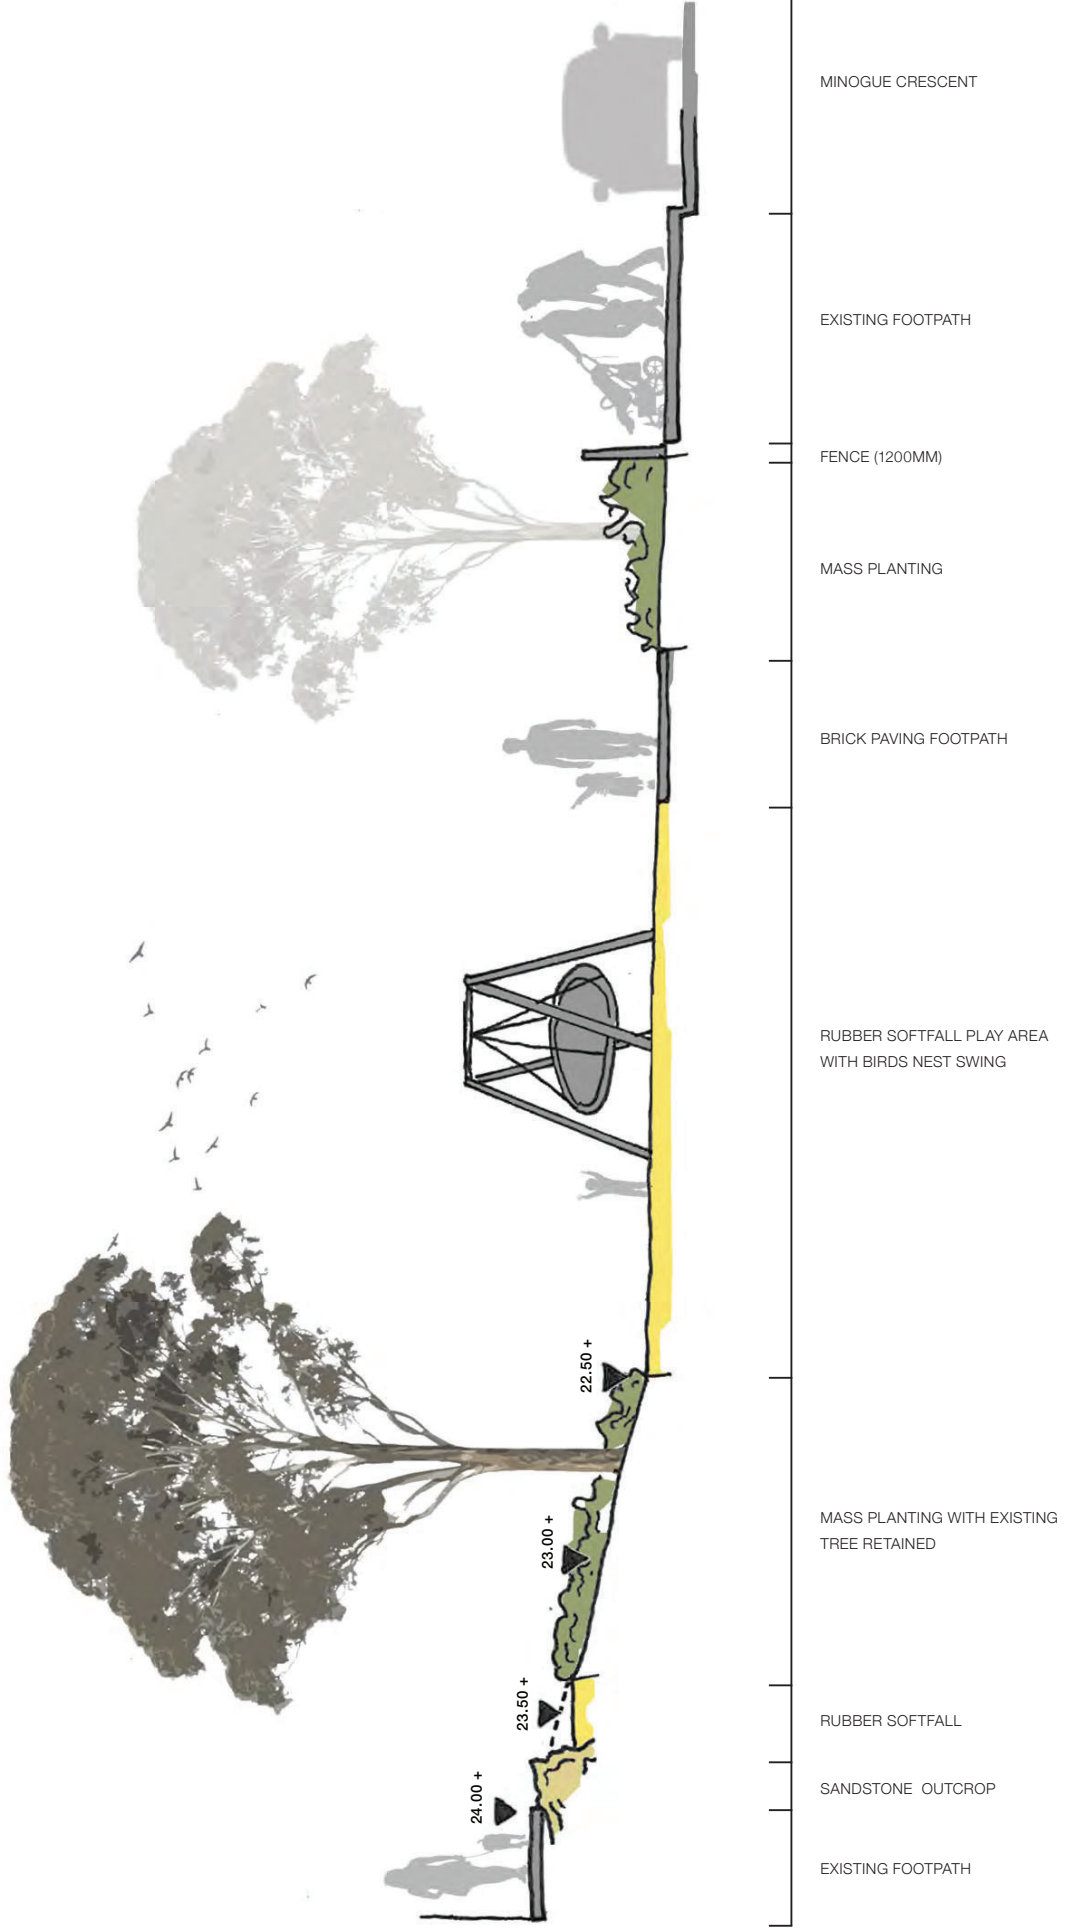 MINOGUE CRESCENT
EXISTING FOOTPATH
FENCE (1200MM)
MASS PLANTING
BRICK PAVING FOOTPATH
RUBBER SOFTFALL PLAY AREA
WITH BIRDS NEST SWING
22.50 +
MASS PLANTING WITH EXISTING
TREE RETAINED
23.00 +
23.50 +
RUBBER SOFTFALL
24.00 +
SANDSTONE OUTCROP
EXISTING FOOTPATH